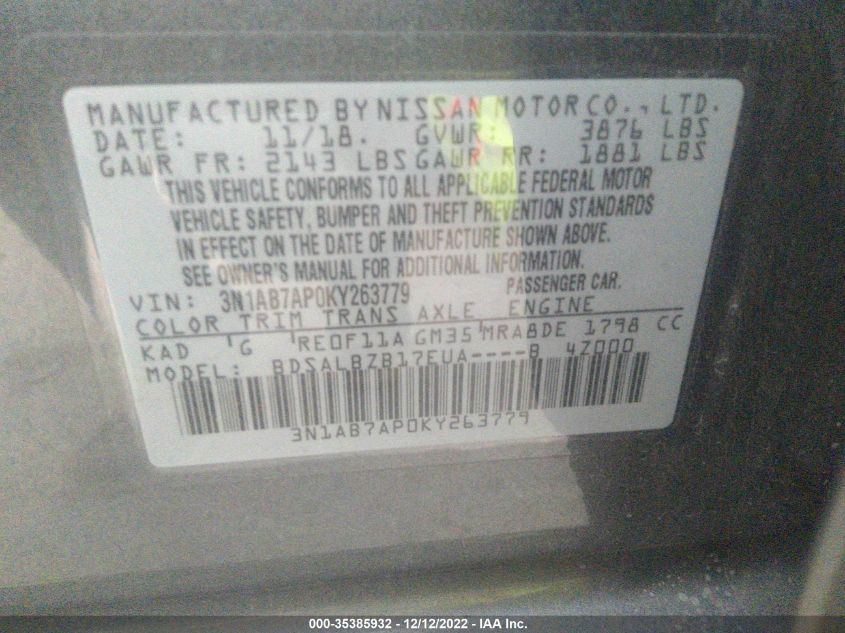 MANUFACTURED BY NISSAN MOTOR CO., LTD.
DATE: 11/18. GVWR: 3876 LBS
GAWR FR: 2143 LBS GAWR RR: 1881 LBS
THIS VEHICLE CONFORMS TO ALL APPLICABLE FEDERAL MOTOR
VEHICLE SAFETY, BUMPER AND THEFT PREVENTION STANDARDS
IN EFFECT ON THE DATE OF MANUFACTURE SHOWN ABOVE.
SEE OWNER'S MANUAL FOR ADDITIONAL INFORMATION.
VIN: 3N1AB7AP0KY263779 PASSENGER CAR.
COLOR TRIM TRANS AXLE ENGINE
KAD G RE0F11A GM35 MRA8DE 1798 CC
MODEL: BDSALBZB17EUA----B 4Z000
3N1AB7AP0KY263779
000-35385932 - 12/12/2022 - IAA Inc.